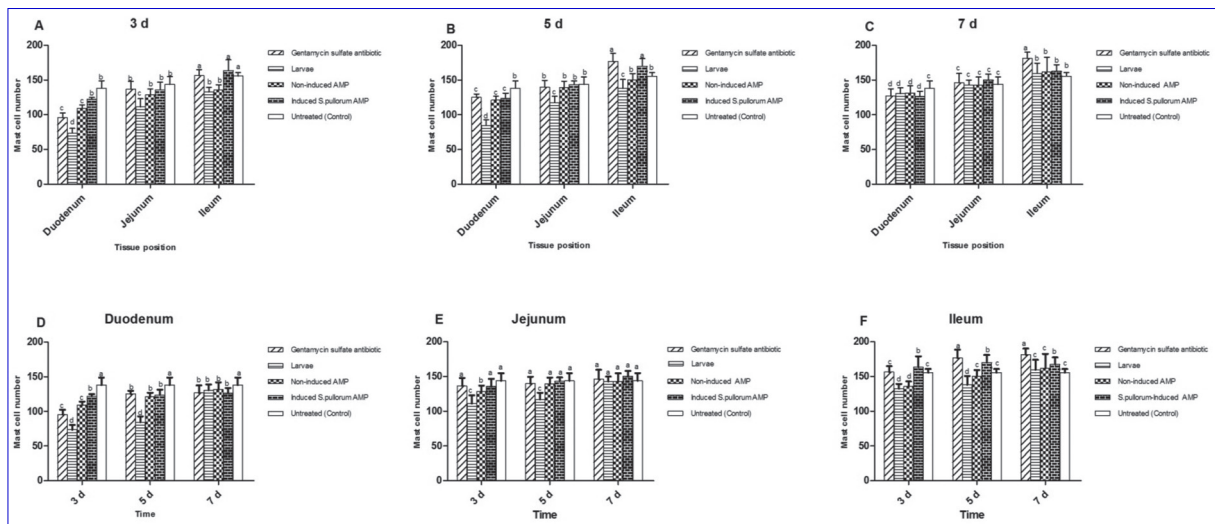 A
3 d
200
150
100
50
0
Mast cell number
c
d
c
b
b
b
c
b
b
b
a
b
b
a
a
Duodenum
Jejunum
Ileum
Tissue position
Gentamycin sulfate antibiotic
Larvae
Non-induced AMP
Induced S.pullorum AMP
Untreated (Control)
B
5 d
200
150
100
50
0
Mast cell number
Duodenum
Jejunum
Ileum
Tissue position
Gentamycin sulfate antibiotic
Larvae
Non-induced AMP
Induced S.pullorum AMP
Untreated (Control)
C
7 d
200
150
100
50
0
Mast cell number
Duodenum
Jejunum
Ileum
Tissue position
Gentamycin sulfate antibiotic
Larvae
Non-induced AMP
Induced S.pullorum AMP
Untreated (Control)
D
Duodenum
200
150
100
50
0
Mast cell number
3 d
5 d
7 d
Time
Gentamycin sulfate antibiotic
Larvae
Non-induced AMP
Induced S.pullorum AMP
Untreated (Control)
E
Jejunum
200
150
100
50
0
Mast cell number
3 d
5 d
7 d
Time
Gentamycin sulfate antibiotic
Larvae
Non-induced AMP
Induced S.pullorum AMP
Untreated (Control)
F
Ileum
200
150
100
50
0
Mast cell number
3 d
5 d
7 d
Time
Gentamycin sulfate antibiotic
Larvae
Non-induced AMP
S.pullorum-Induced AMP
Untreated (Control)